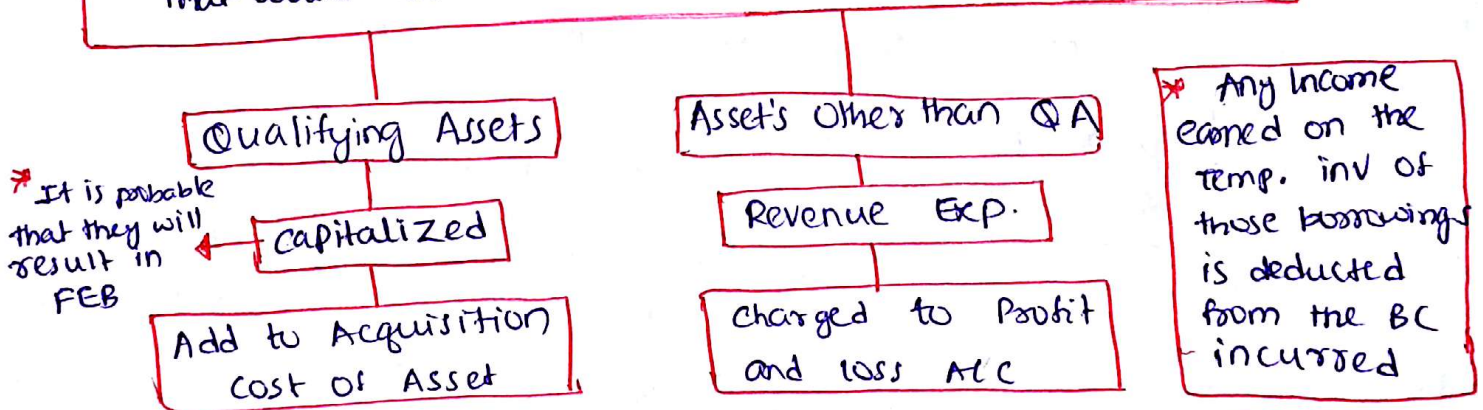 Qualifying Assets
Asset's Other than QA
* Any Income
earned on the
temp. inv of
those borrowings
is deducted
from the BC
incurred
* It is probable
that they will
result in
FEB
Capitalized
Revenue Exp.
Add to Acquisition
cost of Asset
charged to Profit
and loss A/C